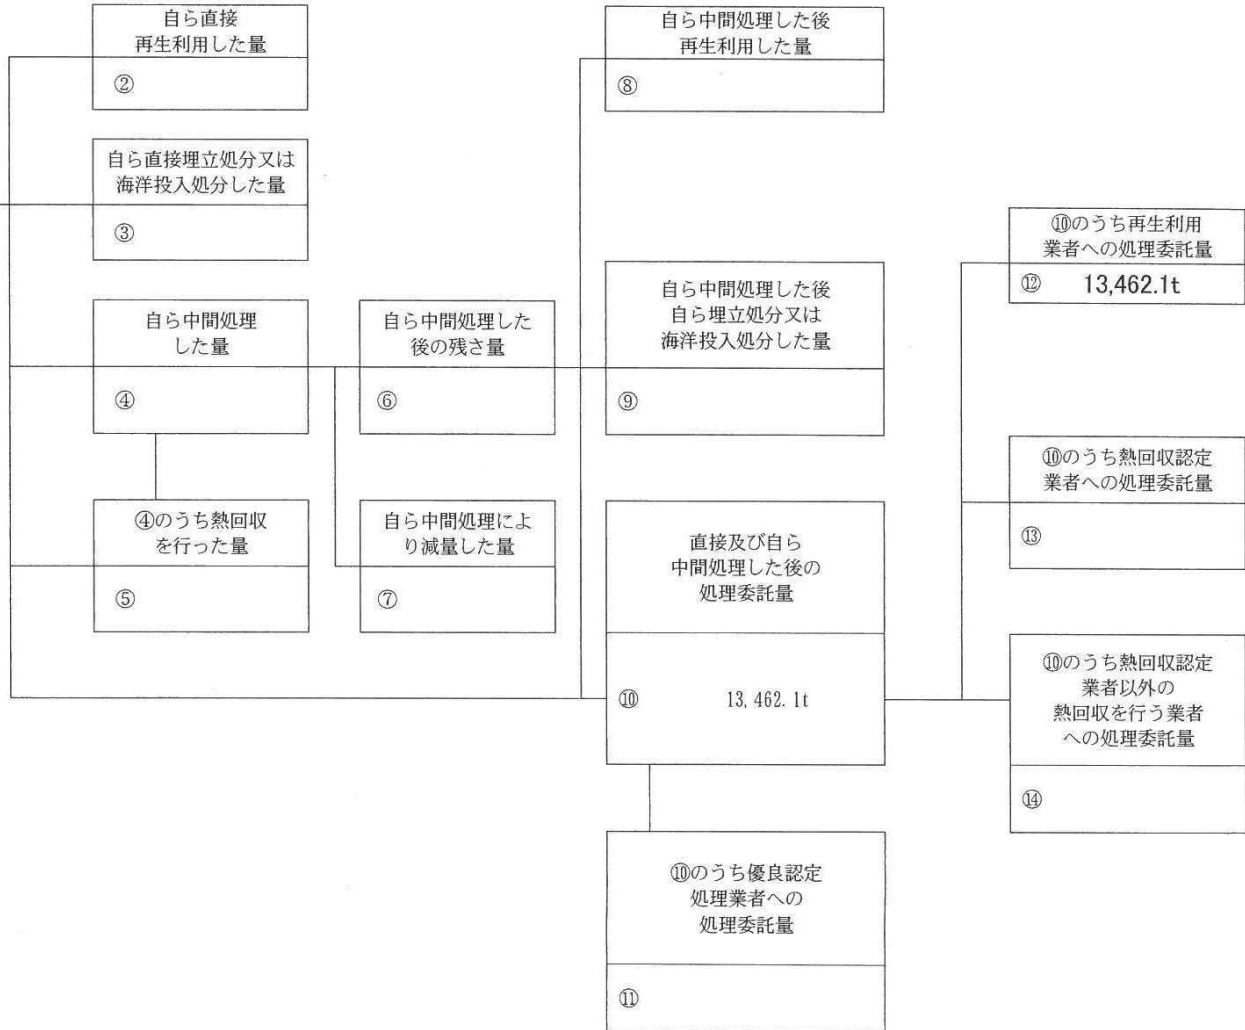 自ら直接
再生利用した量
②
自ら直接埋立処分又は
海洋投入処分した量
③
自ら中間処理
した量
④
④のうち熱回収
を行った量
⑤
自ら中間処理した
後の残さ量
⑥
自ら中間処理によ
り減量した量
⑦
自ら中間処理した後
再生利用した量
⑧
自ら中間処理した後
自ら埋立処分又は
海洋投入処分した量
⑨
直接及び自ら
中間処理した後の
処理委託量
⑩ 13,462.1t
⑩のうち優良認定
処理業者への
処理委託量
⑪
⑩のうち再生利用
業者への処理委託量
⑫ 13,462.1t
⑩のうち熱回収認定
業者への処理委託量
⑬
⑩のうち熱回収認定
業者以外の
熱回収を行う業者
への処理委託量
⑭